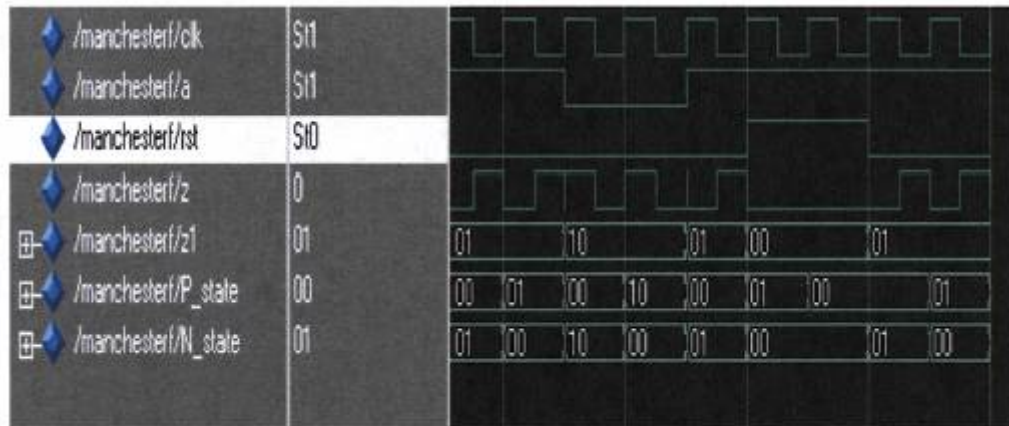 /manchesterf/clk St1
/manchesterf/a St1
/manchesterf/rst St0
/manchesterf/z 0
/manchesterf/z1 01 01 10 01 00 01
/manchesterf/P_state 00 00 01 00 10 00 01 00 01
/manchesterf/N_state 01 01 00 10 00 01 00 01 00